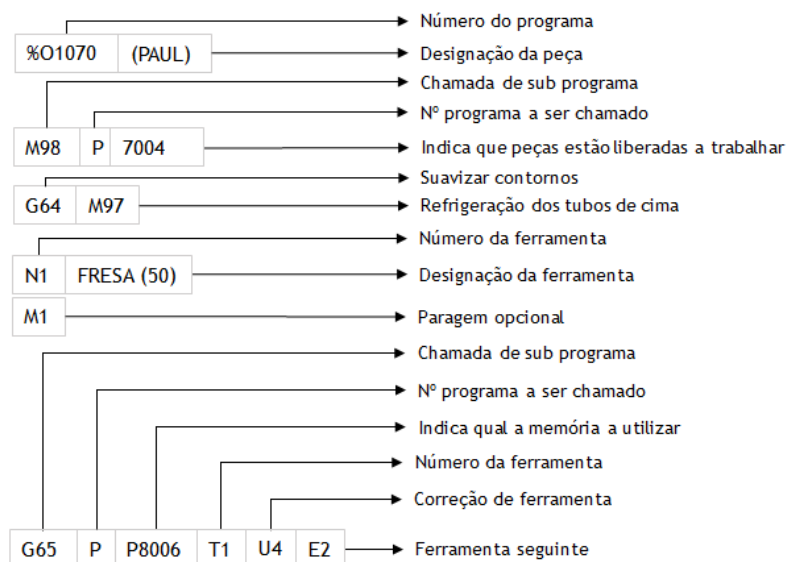 Número do programa
%O1070 (PAUL) Designação da peça
Chamada de sub programa
Nº programa a ser chamado
M98 P 7004 Indica que peças estão liberadas a trabalhar
Suavizar contornos
G64 M97 Refrigeração dos tubos de cima
Número da ferramenta
N1 FRESA (50) Designação da ferramenta
M1 Paragem opcional
Chamada de sub programa
Nº programa a ser chamado
Indica qual a memória a utilizar
Número da ferramenta
Correção de ferramenta
G65 P P8006 T1 U4 E2 Ferramenta seguinte